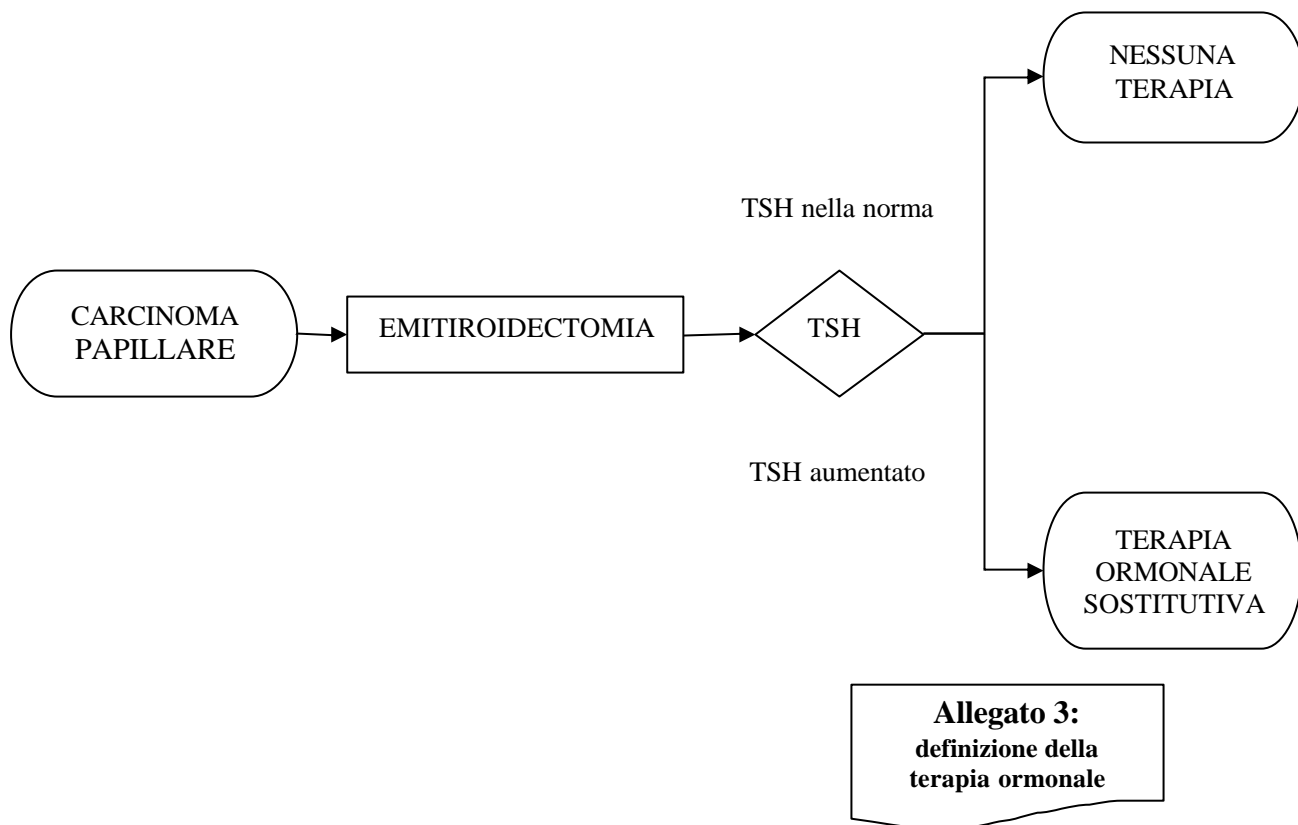 NESSUNA
TERAPIA
TSH nella norma
CARCINOMA
PAPILLARE
EMITIROIDECTOMIA
TSH
TSH aumentato
TERAPIA
ORMONALE
SOSTITUTIVA
Allegato 3:
definizione della
terapia ormonale